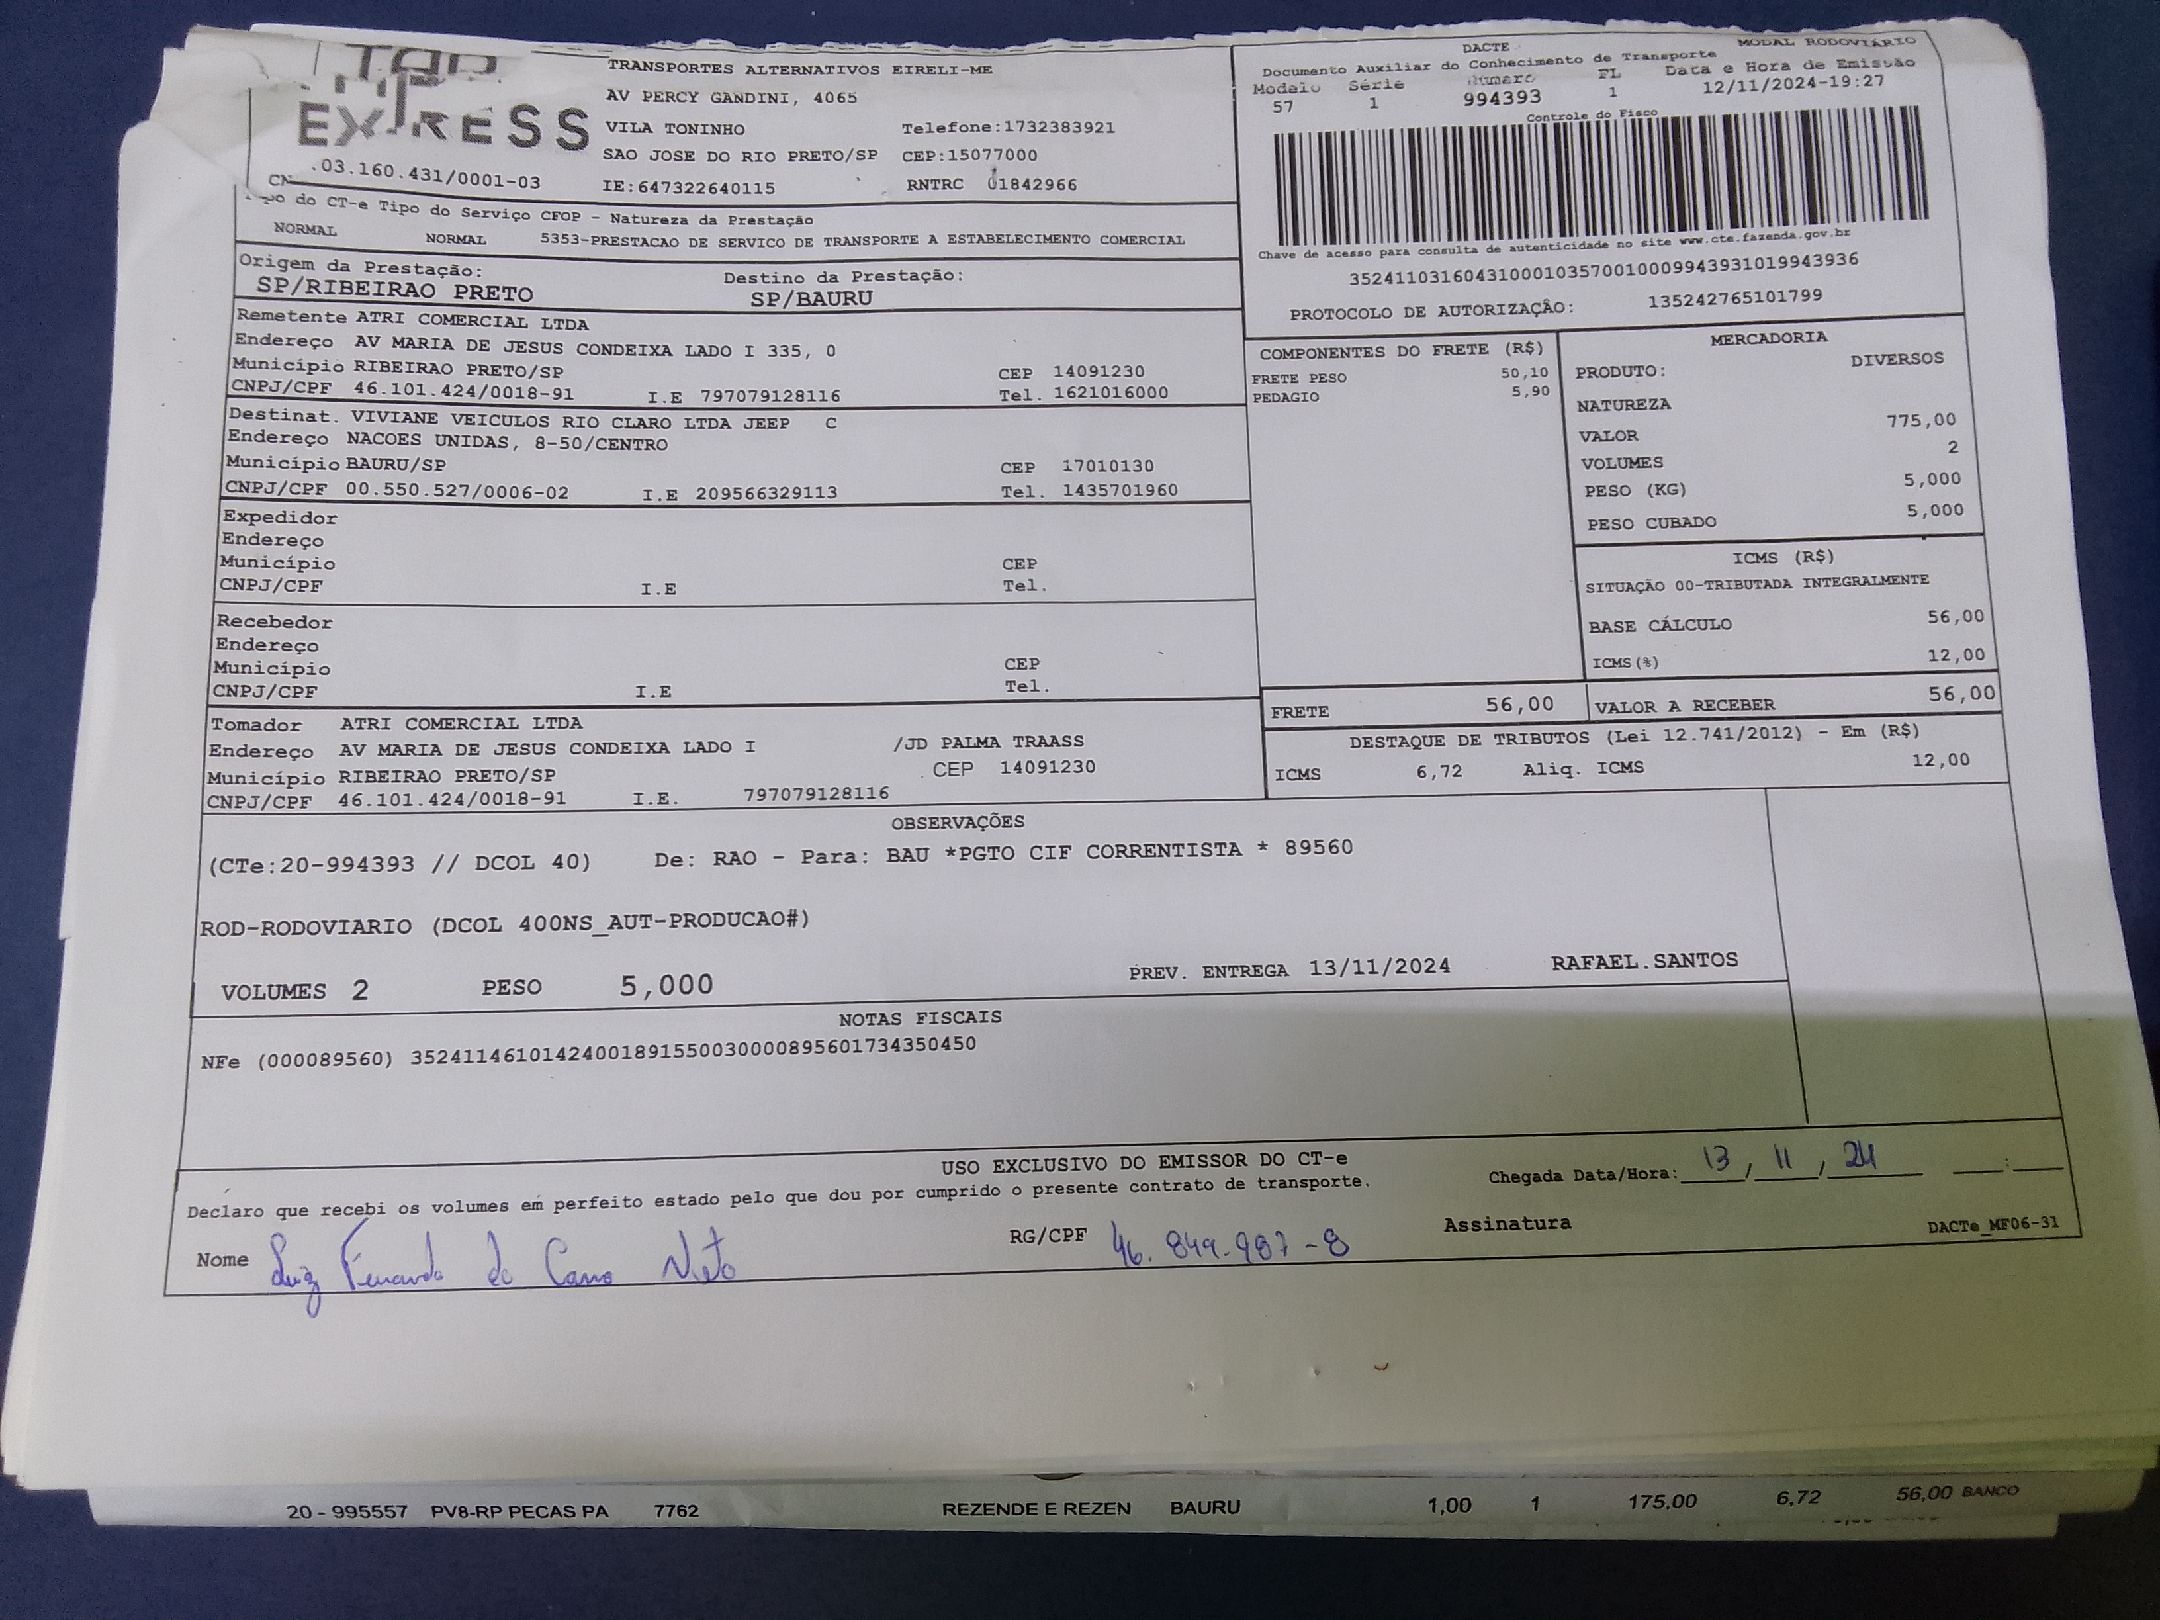 EXPRESS
TRANSPORTES ALTERNATIVOS EIRELI-ME
AV PERCY GANDINI, 4065
VILA TONINHO Telefone:1732383921
SAO JOSE DO RIO PRETO/SP CEP:15077000
.03.160.431/0001-03 IE:647322640115 RNTRC 01842966
DACTE MODAL RODOVIÁRIO
Documento Auxiliar do Conhecimento de Transporte
Modelo Série Número FL Data e Hora de Emissão
57 1 994393 1 12/11/2024-19:27
Controle do Fisco
Chave de acesso para consulta de autenticidade no site www.cte.fazenda.gov.br
35241103160431000103570010009943931019943936
PROTOCOLO DE AUTORIZAÇÂO: 135242765101799
do CT-e Tipo do Serviço CFOP - Natureza da Prestação
NORMAL NORMAL 5353-PRESTACAO DE SERVICO DE TRANSPORTE A ESTABELECIMENTO COMERCIAL
Origem da Prestação: Destino da Prestação:
SP/RIBEIRAO PRETO SP/BAURU
Remetente ATRI COMERCIAL LTDA
Endereço AV MARIA DE JESUS CONDEIXA LADO I 335, 0
Município RIBEIRAO PRETO/SP CEP 14091230
CNPJ/CPF 46.101.424/0018-91 I.E 797079128116 Tel. 1621016000
Destinat. VIVIANE VEICULOS RIO CLARO LTDA JEEP C
Endereço NACOES UNIDAS, 8-50/CENTRO
Município BAURU/SP CEP 17010130
CNPJ/CPF 00.550.527/0006-02 I.E 209566329113 Tel. 1435701960
Expedidor
Endereço
Município CEP
CNPJ/CPF I.E Tel.
Recebedor
Endereço
Município CEP
CNPJ/CPF I.E Tel.
Tomador ATRI COMERCIAL LTDA
Endereço AV MARIA DE JESUS CONDEIXA LADO I /JD PALMA TRAASS
Município RIBEIRAO PRETO/SP CEP 14091230
CNPJ/CPF 46.101.424/0018-91 I.E. 797079128116
COMPONENTES DO FRETE (R$)
FRETE PESO 50,10
PEDAGIO 5,90
MERCADORIA
PRODUTO: DIVERSOS
NATUREZA
VALOR 775,00
VOLUMES 2
PESO (KG) 5,000
PESO CUBADO 5,000
ICMS (R$)
SITUAÇÃO 00-TRIBUTADA INTEGRALMENTE
BASE CÁLCULO 56,00
ICMS(%) 12,00
FRETE 56,00 VALOR A RECEBER 56,00
DESTAQUE DE TRIBUTOS (Lei 12.741/2012) - Em (R$)
ICMS 6,72 Aliq. ICMS 12,00
OBSERVAÇÕES
(CTe:20-994393 // DCOL 40) De: RAO - Para: BAU *PGTO CIF CORRENTISTA * 89560
ROD-RODOVIARIO (DCOL 400NS_AUT-PRODUCAO#)
VOLUMES 2 PESO 5,000 PREV. ENTREGA 13/11/2024 RAFAEL.SANTOS
NOTAS FISCAIS
NFe (000089560) 35241146101424001891550030000895601734350450
USO EXCLUSIVO DO EMISSOR DO CT-e
Declaro que recebi os volumes em perfeito estado pelo que dou por cumprido o presente contrato de transporte.
Chegada Data/Hora: 13 / 11 / 24 :
Nome Luiz Fernando do Carmo Neto RG/CPF 46.849.987-8 Assinatura DACTe_MF06-31
20 - 995557 PV8-RP PECAS PA 7762 REZENDE E REZEN BAURU 1,00 1 175,00 6,72 56,00 BANCO